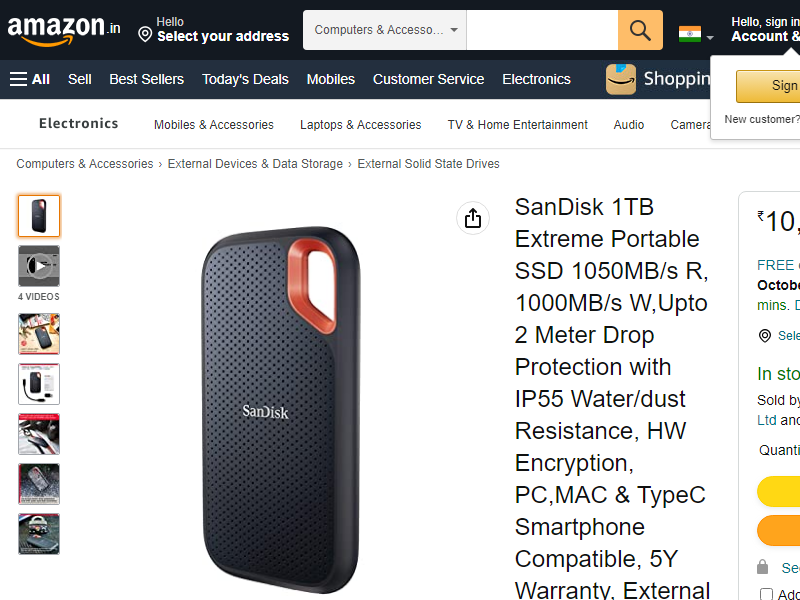 amazon.in
Hello
Select your address
Computers & Accesso...
Hello, sign in
Account &
All
Sell
Best Sellers
Today's Deals
Mobiles
Customer Service
Electronics
Shoppin
Sign
New customer?
Electronics
Mobiles & Accessories
Laptops & Accessories
TV & Home Entertainment
Audio
Camera
Computers & Accessories › External Devices & Data Storage › External Solid State Drives
4 VIDEOS
SanDisk
SanDisk 1TB
Extreme Portable
SSD 1050MB/s R,
1000MB/s W,Upto
2 Meter Drop
Protection with
IP55 Water/dust
Resistance, HW
Encryption,
PC,MAC & TypeC
Smartphone
Compatible, 5Y
Warranty, External
₹10,
FREE
Octobe
mins. D
Sele
In sto
Sold by
Ltd and
Quanti
Sec
Add